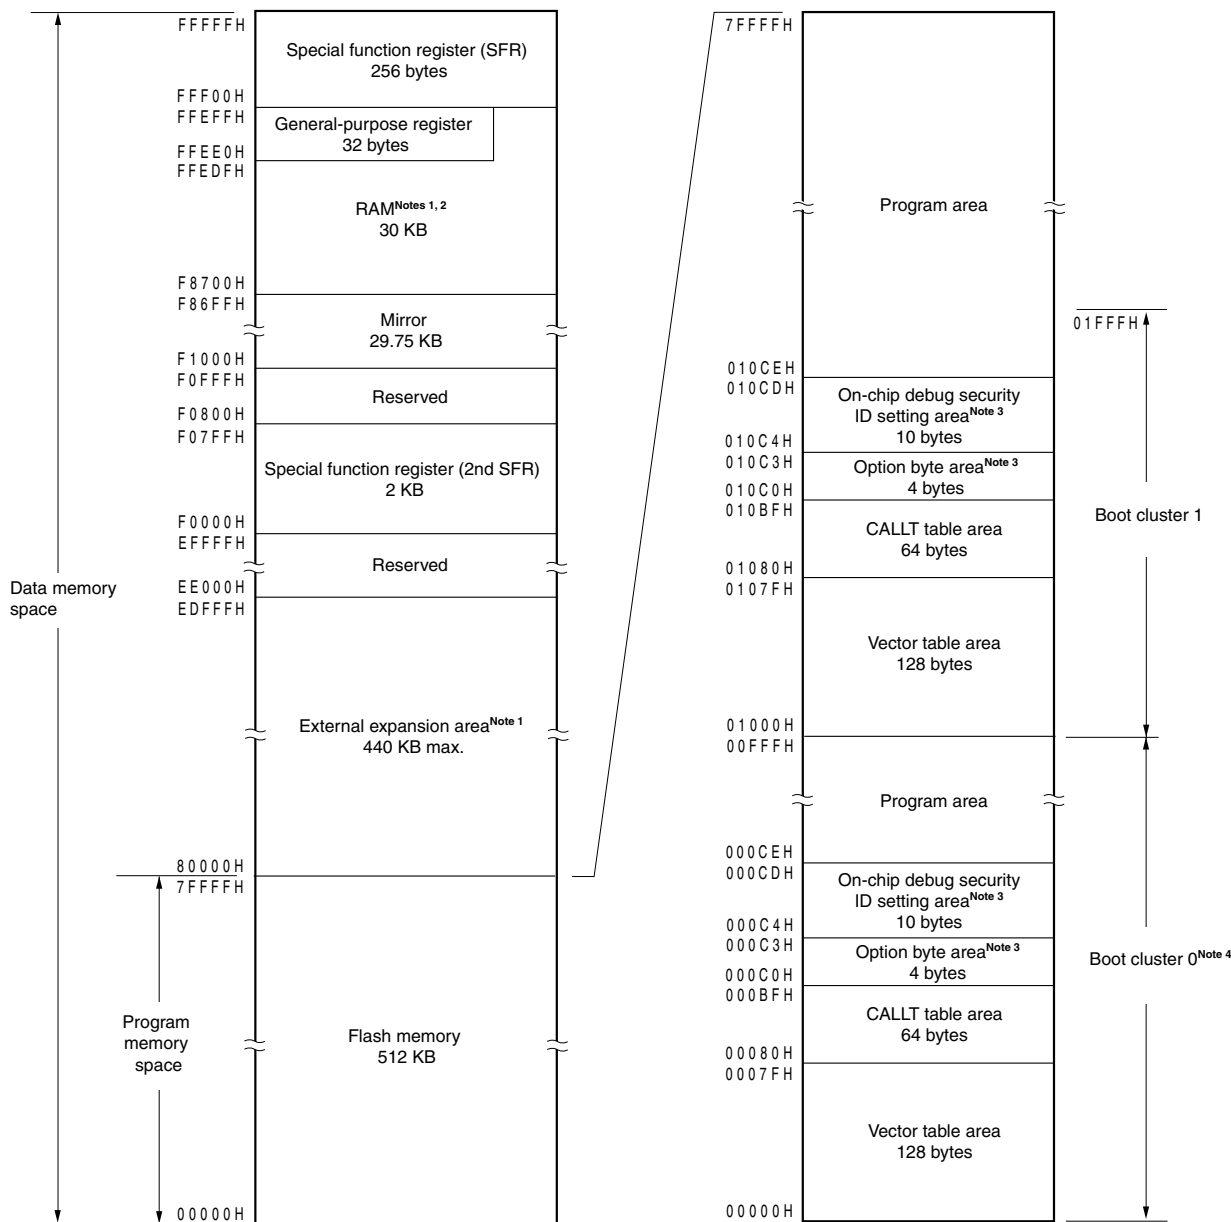 FFFFFH
Special function register (SFR)
256 bytes
FFF00H
FFEFFH
General-purpose register
32 bytes
FFEE0H
FFEDFH
RAMNotes 1, 2
30 KB
F8700H
F86FFH
Mirror
29.75 KB
F1000H
F0FFFH
Reserved
F0800H
F07FFH
Special function register (2nd SFR)
2 KB
F0000H
EFFFFH
Reserved
EE000H
EDFFFH
Data memory
space
External expansion areaNote 1
440 KB max.
80000H
7FFFFH
Program
memory
space
Flash memory
512 KB
00000H
7FFFFH
Program area
01FFFH
010CEH
010CDH
On-chip debug security
ID setting areaNote 3
10 bytes
010C4H
010C3H
Option byte areaNote 3
4 bytes
010C0H
010BFH
Boot cluster 1
CALLT table area
64 bytes
01080H
0107FH
Vector table area
128 bytes
01000H
00FFFH
Program area
000CEH
000CDH
On-chip debug security
ID setting areaNote 3
10 bytes
000C4H
000C3H
Option byte areaNote 3
4 bytes
Boot cluster 0Note 4
000C0H
000BFH
CALLT table area
64 bytes
00080H
0007FH
Vector table area
128 bytes
00000H